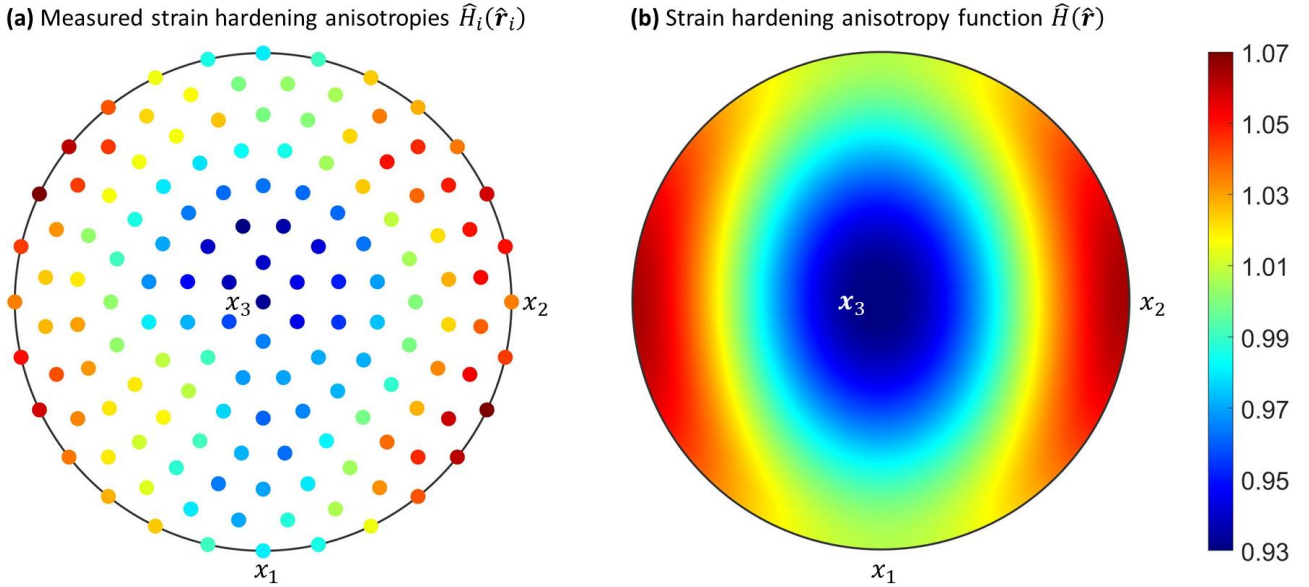 (a) Measured strain hardening anisotropies Ĥᵢ(r̂ᵢ)
(b) Strain hardening anisotropy function Ĥ(r̂)
x₃
x₂
x₁
x₃
x₂
x₁
1.07
1.05
1.03
1.01
0.99
0.97
0.95
0.93